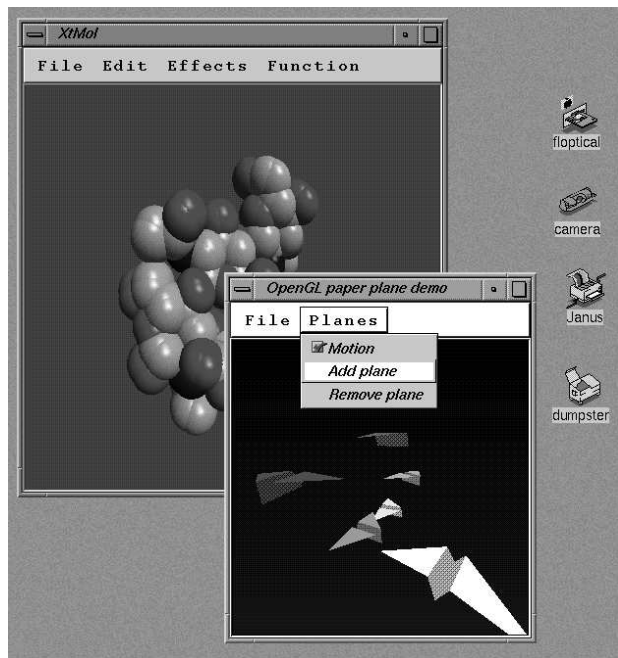 XtMol
File Edit Effects Function
floptical
camera
OpenGL paper plane demo
File Planes
Motion
Add plane
Remove plane
Janus
dumpster